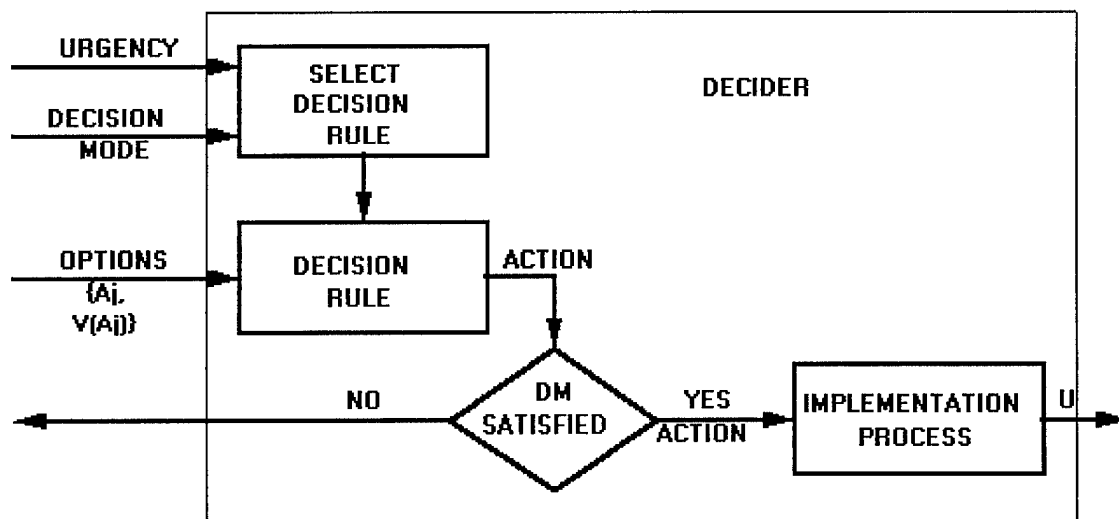 URGENCY
SELECT
DECISION
RULE
DECIDER
DECISION
MODE
OPTIONS
{Aj,
V(Aj)}
DECISION
RULE
ACTION
NO
DM
SATISFIED
YES
ACTION
IMPLEMENTATION
PROCESS
U